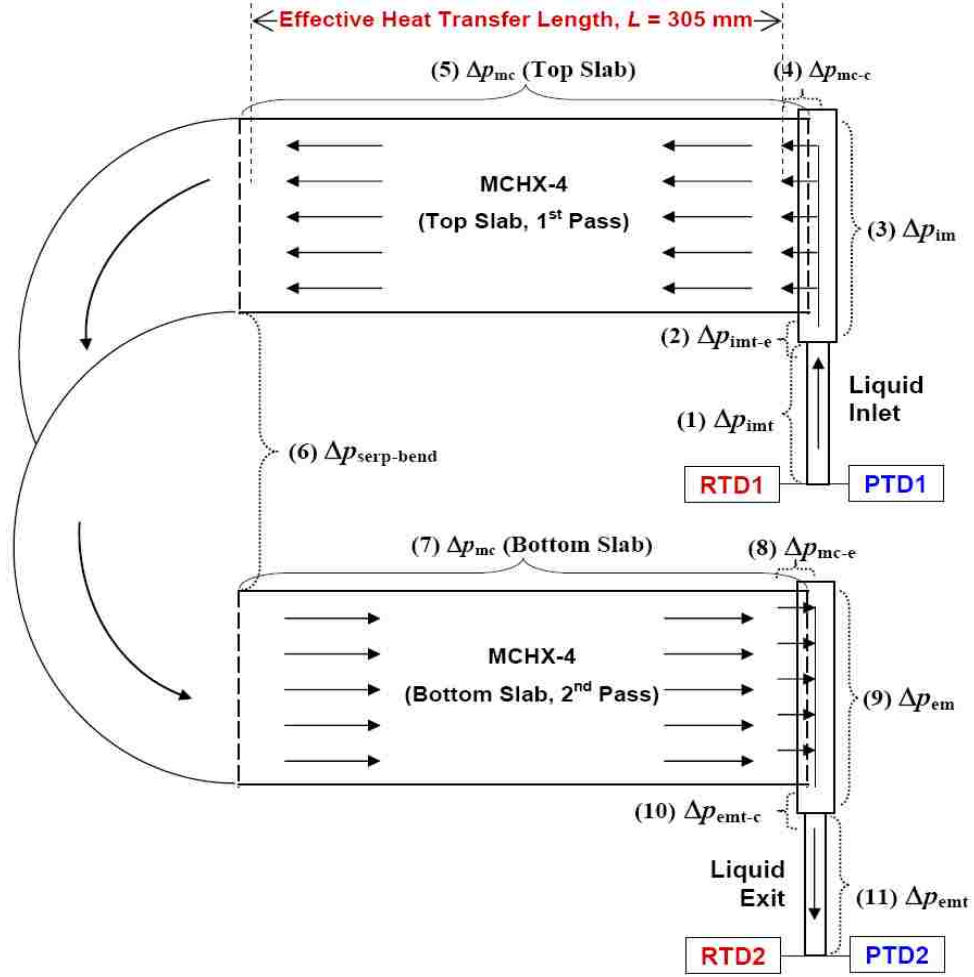 Effective Heat Transfer Length, L = 305 mm
(5) Δpmc (Top Slab)
(4) Δpmc-c
MCHX-4
(Top Slab, 1st Pass)
(3) Δpim
(2) Δpimt-e
Liquid
Inlet
(1) Δpimt
(6) Δpserp-bend
RTD1
PTD1
(7) Δpmc (Bottom Slab)
(8) Δpmc-e
MCHX-4
(Bottom Slab, 2nd Pass)
(9) Δpem
(10) Δpemt-c
Liquid
Exit
(11) Δpemt
RTD2
PTD2